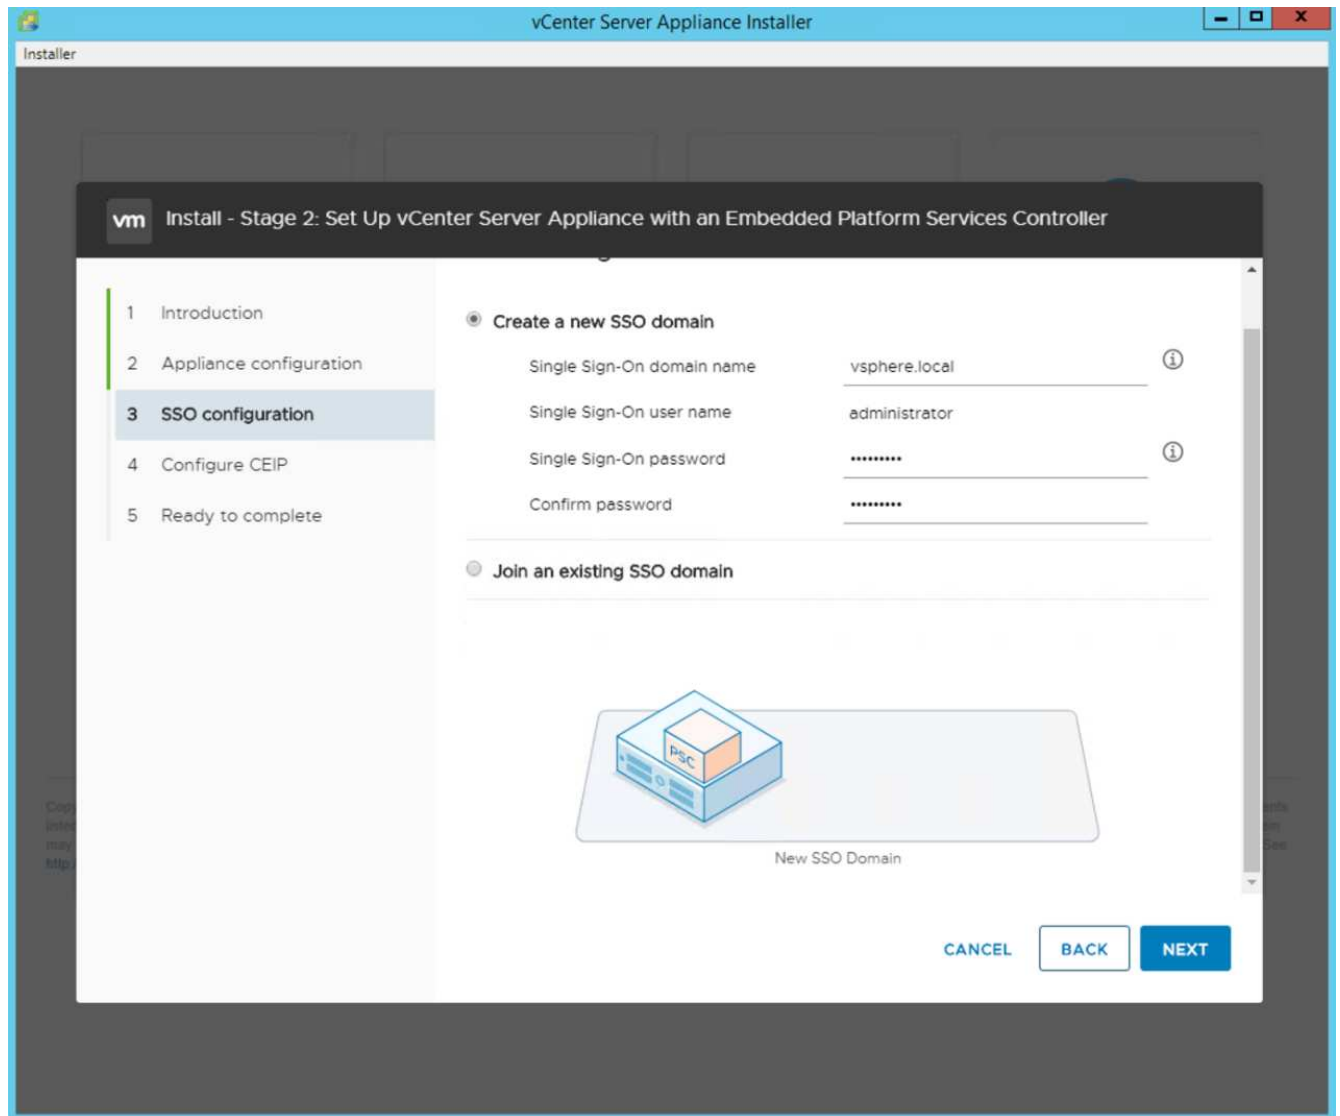 vCenter Server Appliance Installer
Installer
vm Install - Stage 2: Set Up vCenter Server Appliance with an Embedded Platform Services Controller
1 Introduction
2 Appliance configuration
3 SSO configuration
4 Configure CEIP
5 Ready to complete
Create a new SSO domain
Single Sign-On domain name vsphere.local
Single Sign-On user name administrator
Single Sign-On password •••••••••
Confirm password •••••••••
Join an existing SSO domain
PSC
New SSO Domain
CANCEL BACK NEXT